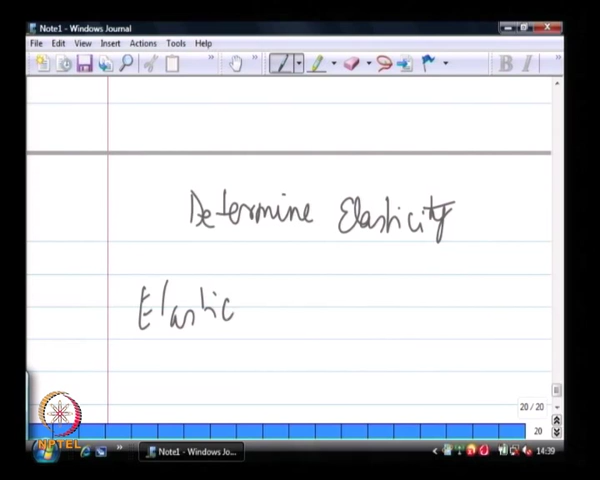 Note1 - Windows Journal
File Edit View Insert Actions Tools Help
B I
Determine Elasticity
Elastic
20 / 20
20
NPTEL
Note1 - Windows Jo...
14:39